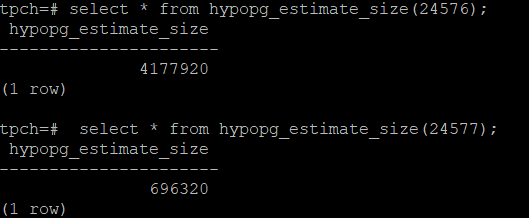 tpch=# select * from hypopg_estimate_size(24576);
 hypopg_estimate_size
----------------------
              4177920
(1 row)

tpch=#  select * from hypopg_estimate_size(24577);
 hypopg_estimate_size
----------------------
               696320
(1 row)